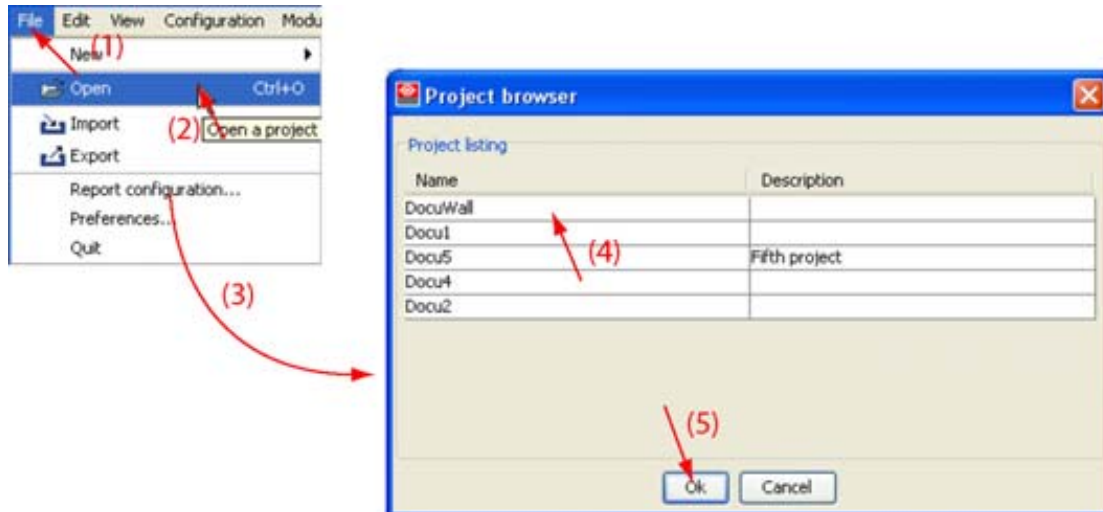 File Edit View Configuration Modu
New
(1)
Open Ctrl+O
Import
(2)
Open a project
Export
Report configuration...
Preferences...
Quit
(3)
Project browser
Project listing
Name Description
DocuWall
Docu1
(4)
Docu5 Fifth project
Docu4
Docu2
(5)
Ok Cancel